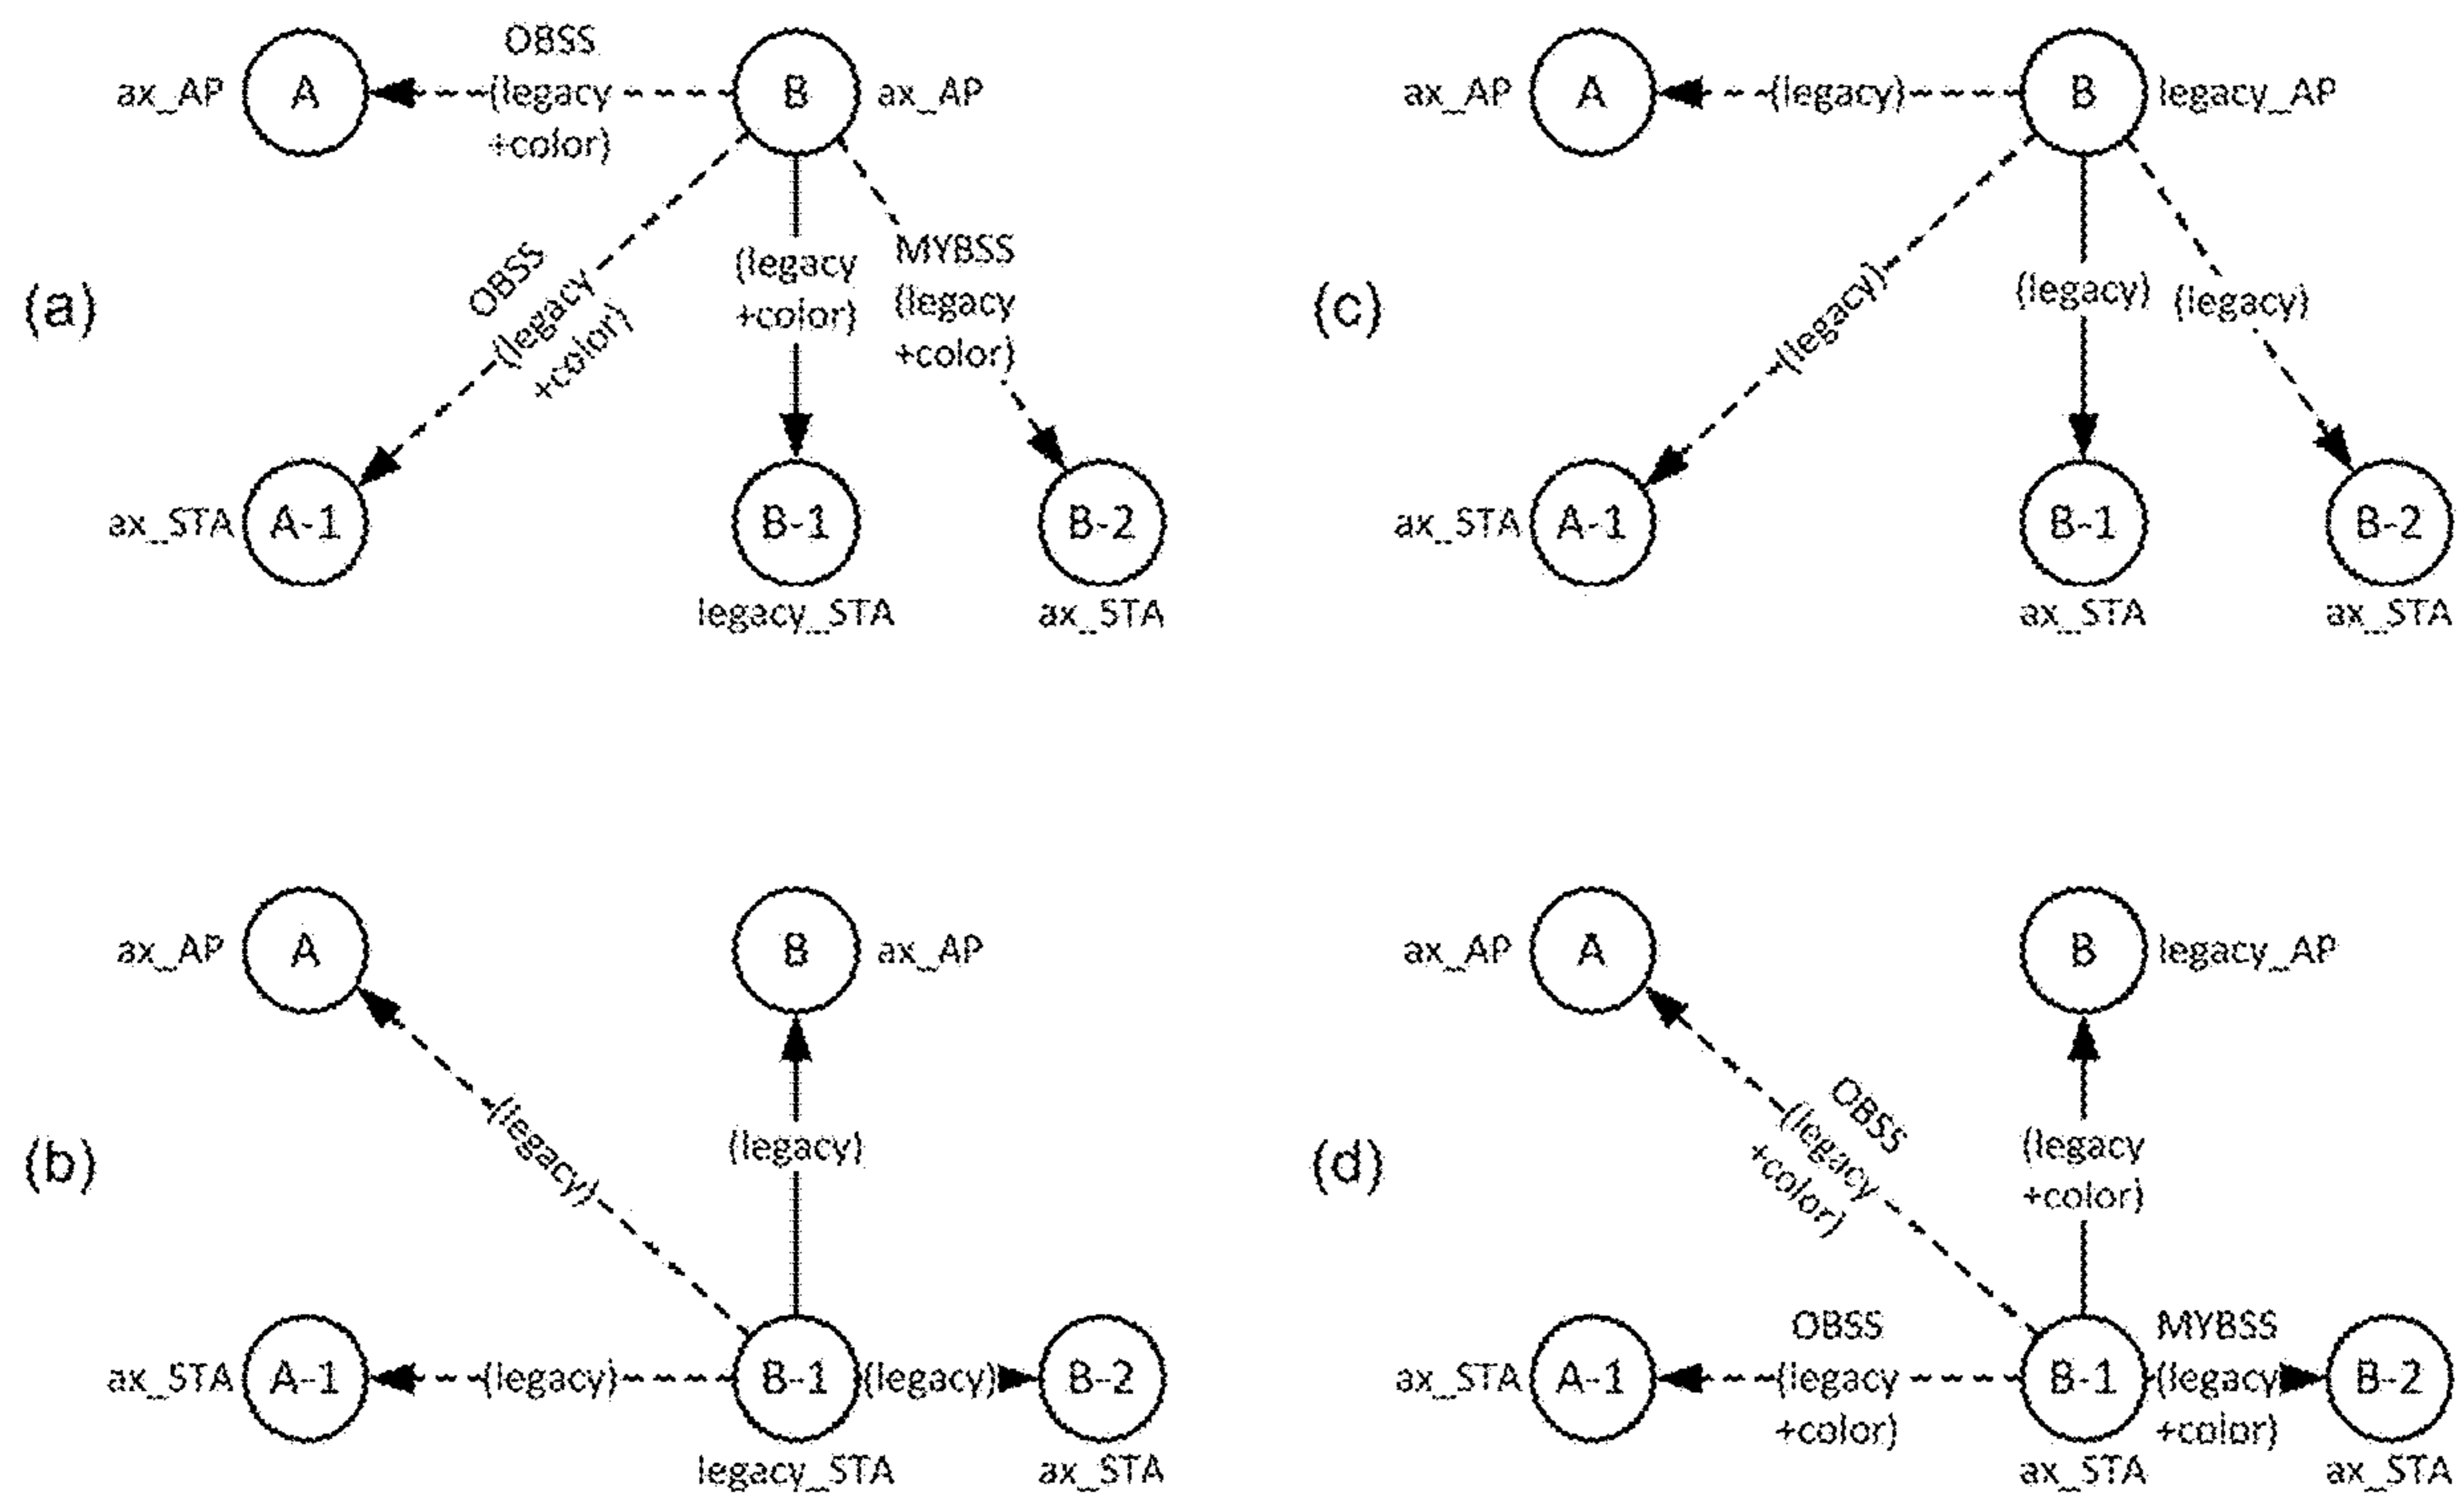 (a)
OBSS
ax_AP A (legacy B ax_AP
+color)
OBSS
(legacy
+color)
(legacy
+color)
MYBSS
(legacy
+color)
ax_STA A-1 B-1 B-2
legacy_STA ax_STA
(c)
ax_AP A (legacy) B legacy_AP
(legacy)
(legacy) (legacy)
ax_STA A-1 B-1 B-2
ax_STA ax_STA
(b)
ax_AP A B ax_AP
(legacy)
(legacy)
ax_STA A-1 (legacy) B-1 (legacy) B-2
legacy_STA ax_STA
(d)
ax_AP A B legacy_AP
OBSS
(legacy
+color)
(legacy
+color)
OBSS MYBSS
ax_STA A-1 (legacy B-1 (legacy B-2
+color) +color)
ax_STA ax_STA